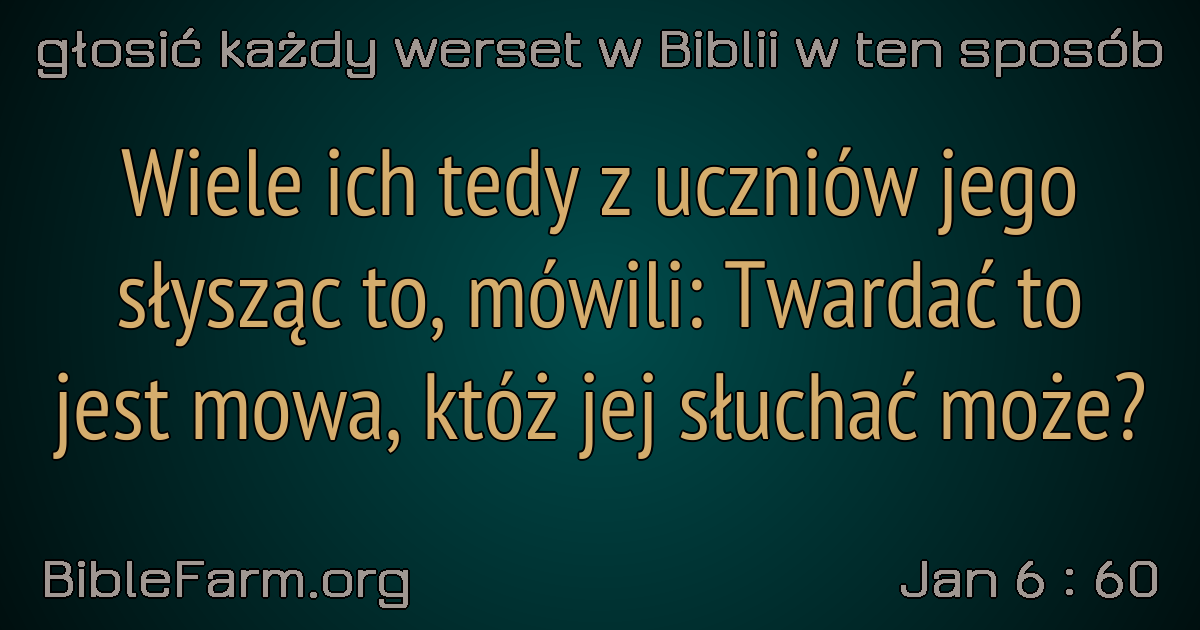 głosić każdy werset w Biblii w ten sposób
Wiele ich tedy z uczniów jego
słysząc to, mówili: Twardać to
jest mowa, któż jej słuchać może?
BibleFarm.org
Jan 6 : 60